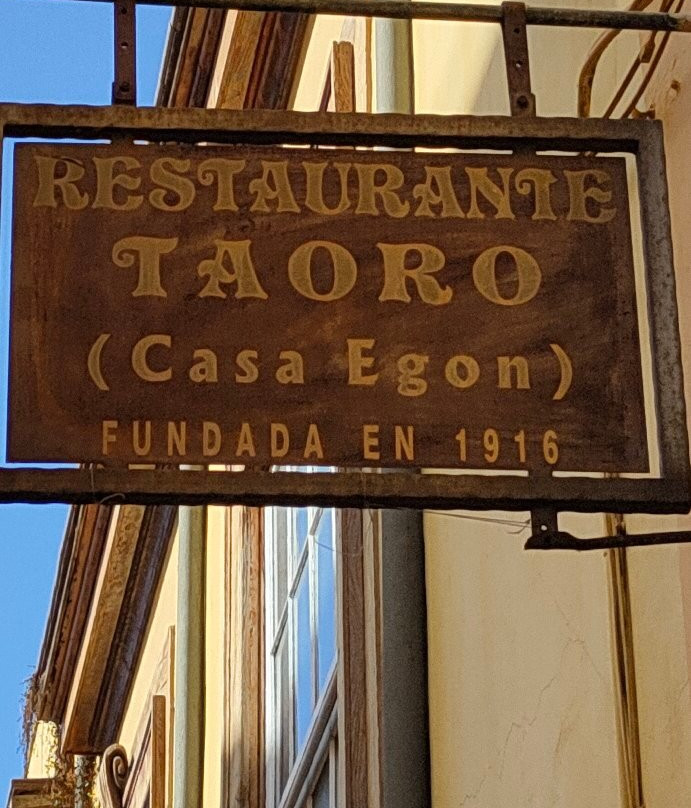 RESTAURANTE
TAORO
(Casa Egon)
FUNDADA EN 1916